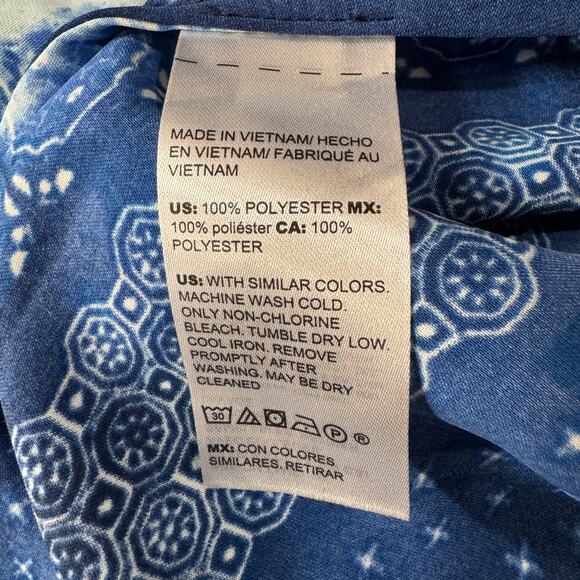 MADE IN VIETNAM/ HECHO
EN VIETNAM/ FABRIQUÉ AU
VIETNAM
US: 100% POLYESTER MX:
100% poliéster CA: 100%
POLYESTER
US: WITH SIMILAR COLORS.
MACHINE WASH COLD.
ONLY NON-CHLORINE
BLEACH. TUMBLE DRY LOW.
COOL IRON. REMOVE
PROMPTLY AFTER
WASHING. MAY BE DRY
CLEANED
30 P ®
MX: CON COLORES
SIMILARES. RETIRAR